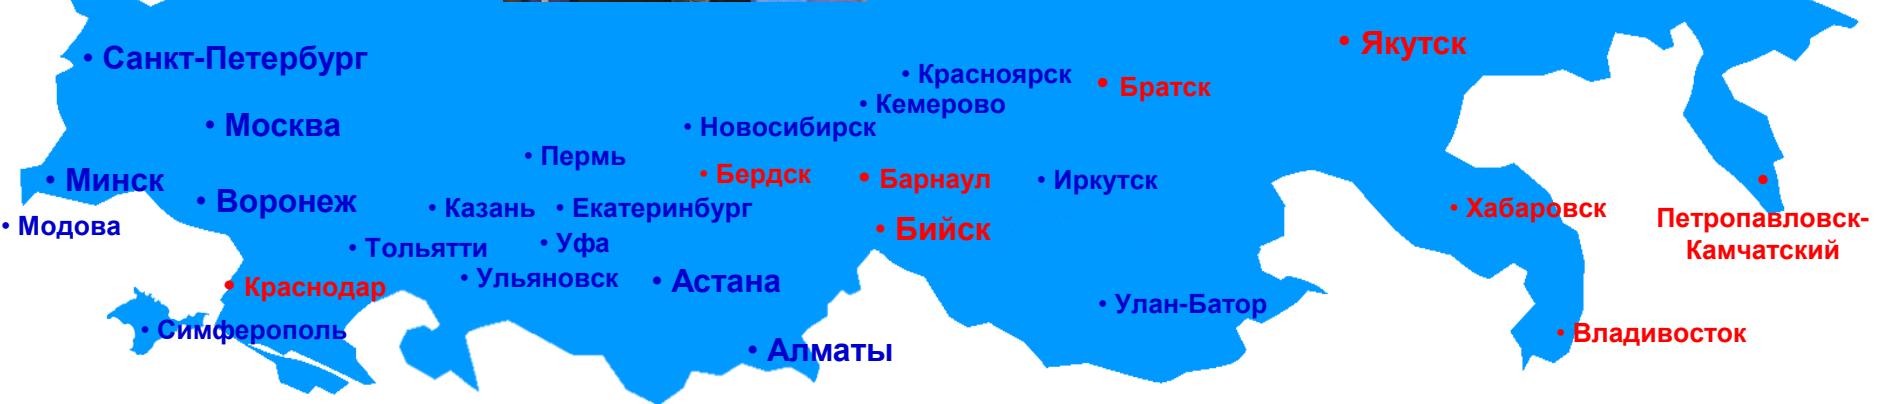 • Якутск
• Санкт-Петербург
• Красноярск
• Братск
• Кемерово
• Москва
• Новосибирск
• Пермь
• Бердск
• Барнаул
• Иркутск
• Минск
• Воронеж
• Казань
• Екатеринбург
• Хабаровск
• Петропавловск-
Камчатский
• Модова
• Бийск
• Тольятти
• Уфа
• Ульяновск
• Астана
• Краснодар
• Улан-Батор
• Симферополь
• Владивосток
• Алматы